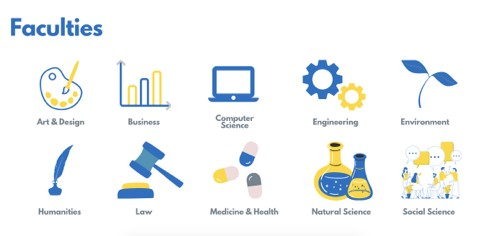 Faculties
Art & Design
Business
Computer
Science
Engineering
Environment
Humanities
Law
Medicine & Health
Natural Science
Social Science